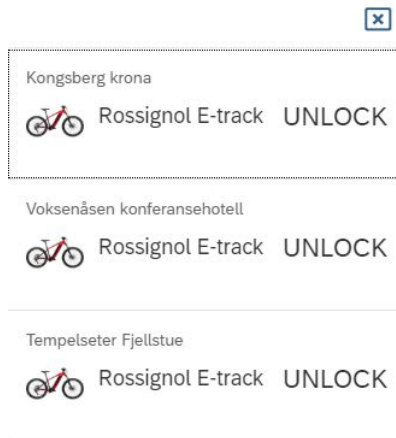 Kongsberg krona
Rossignol E-track UNLOCK
Voksenåsen konferansehotell
Rossignol E-track UNLOCK
Tempelseter Fjellstue
Rossignol E-track UNLOCK